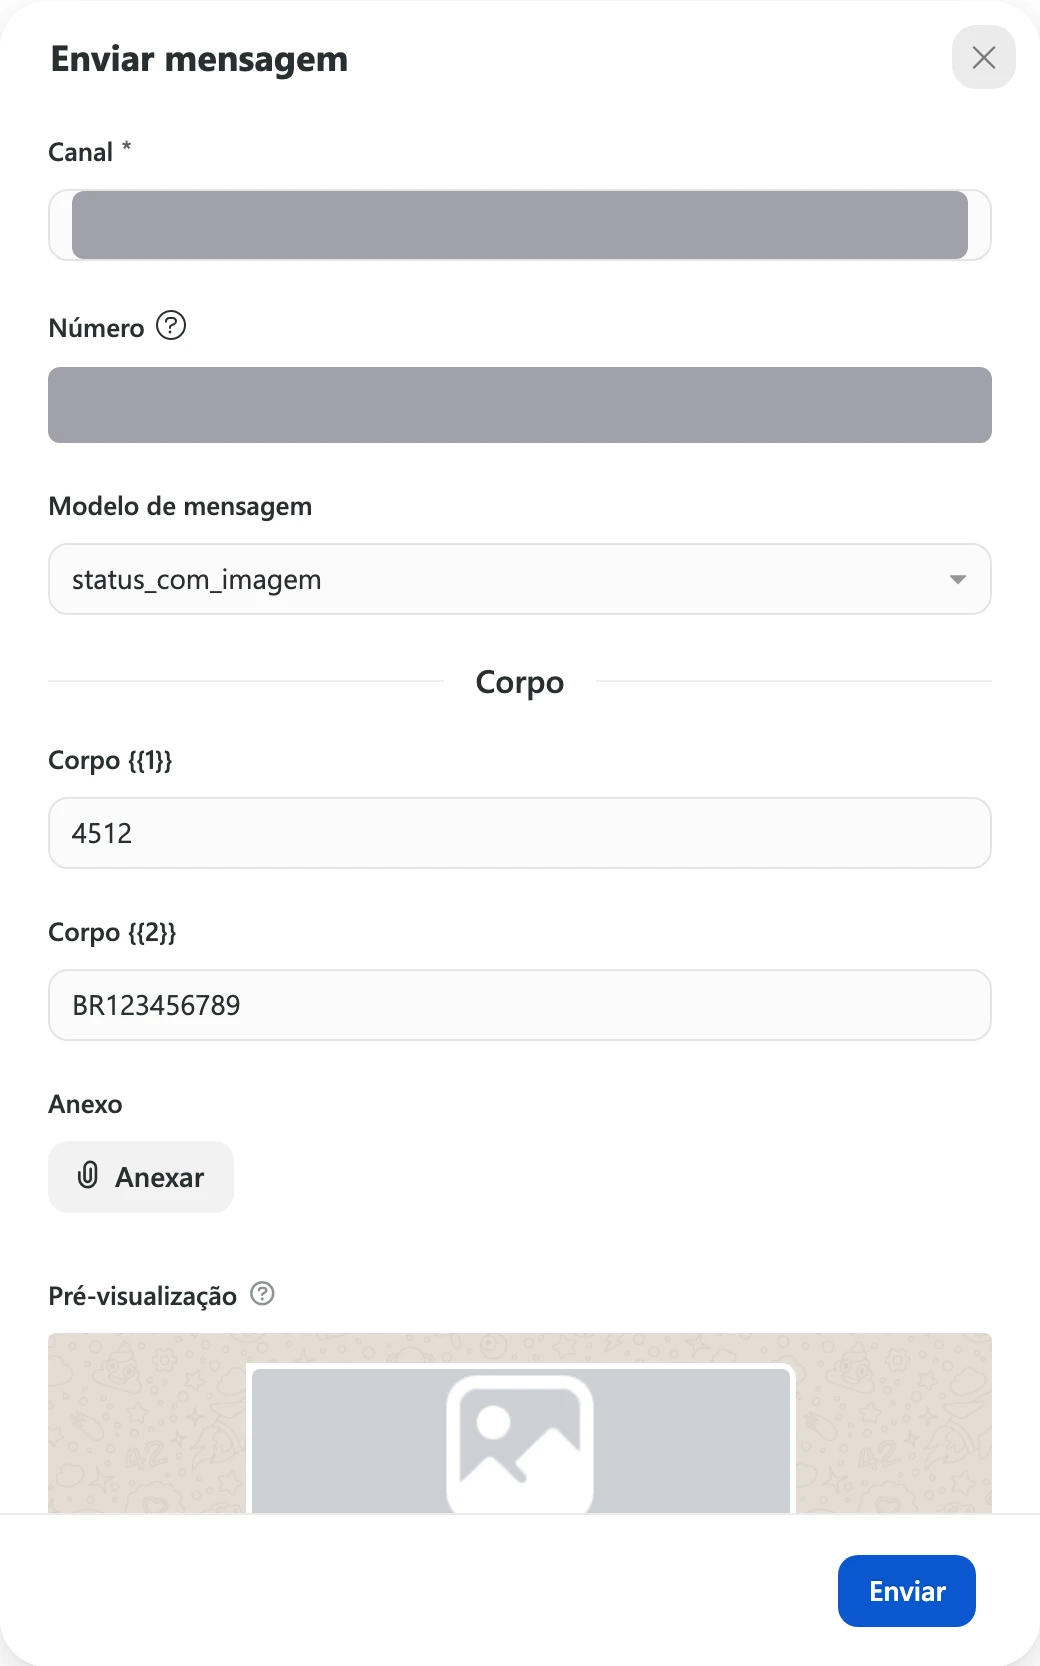 Enviar mensagem
Canal *
Número ?
Modelo de mensagem
status_com_imagem
Corpo
Corpo {{1}}
4512
Corpo {{2}}
BR123456789
Anexo
Anexar
Pré-visualização ?
Enviar